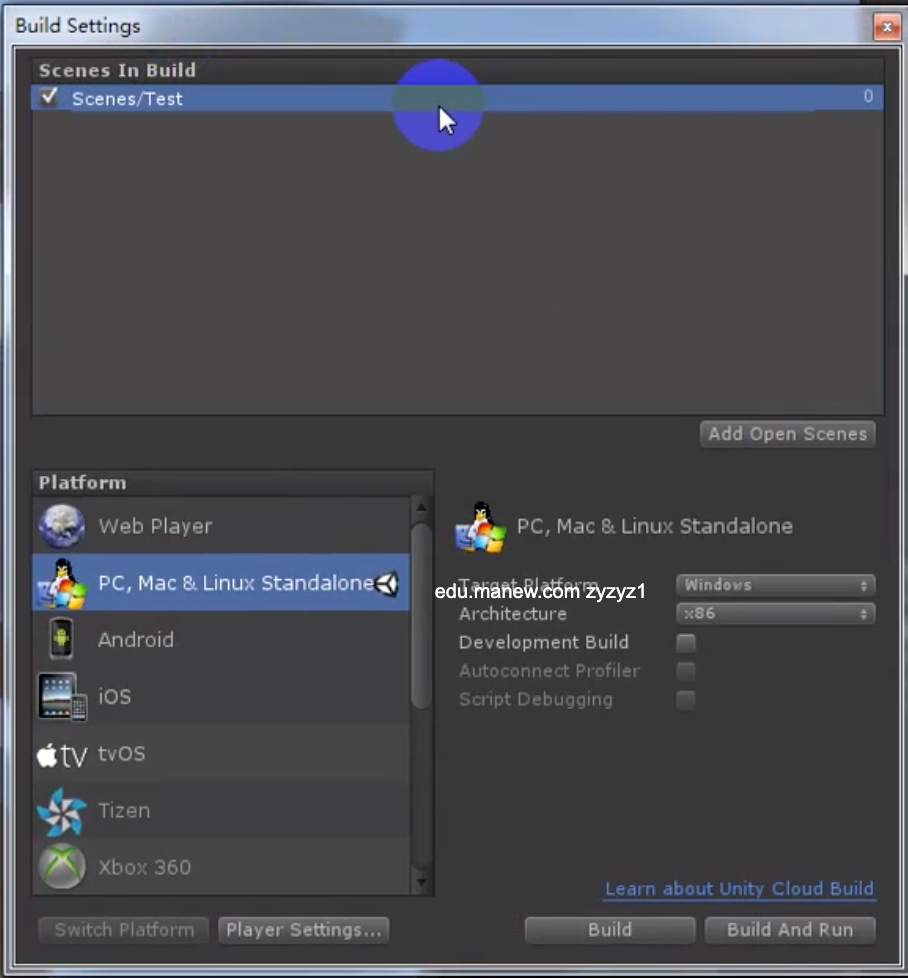 Build Settings
Scenes In Build
Scenes/Test 0
Add Open Scenes
Platform
Web Player
PC, Mac & Linux Standalone
Android
iOS
tv tvOS
Tizen
Xbox 360
PC, Mac & Linux Standalone
Target Platform Windows
edu.manew.com zyzyz1
Architecture x86
Development Build
Autoconnect Profiler
Script Debugging
Learn about Unity Cloud Build
Switch Platform Player Settings... Build Build And Run